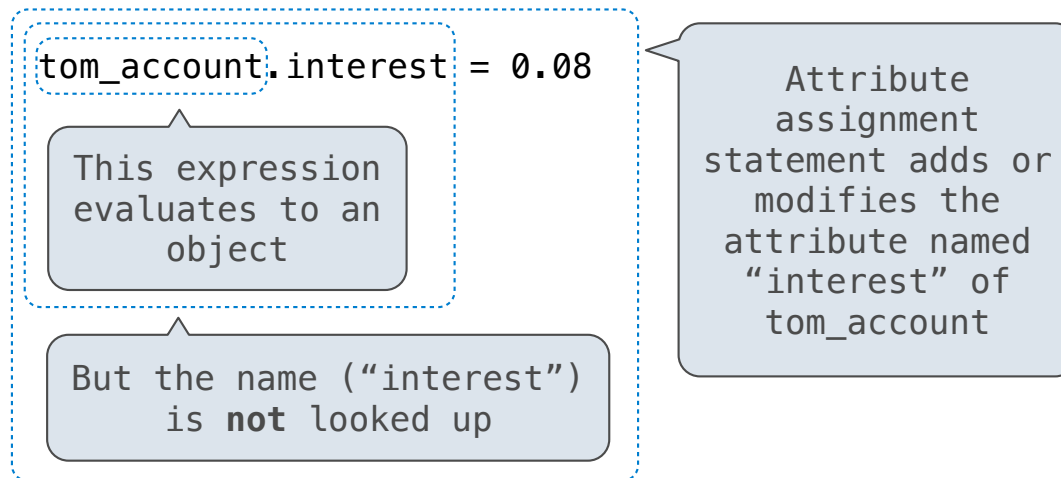 tom_account.interest = 0.08
This expression
evaluates to an
object
But the name (“interest”)
is not looked up
Attribute
assignment
statement adds or
modifies the
attribute named
“interest” of
tom_account